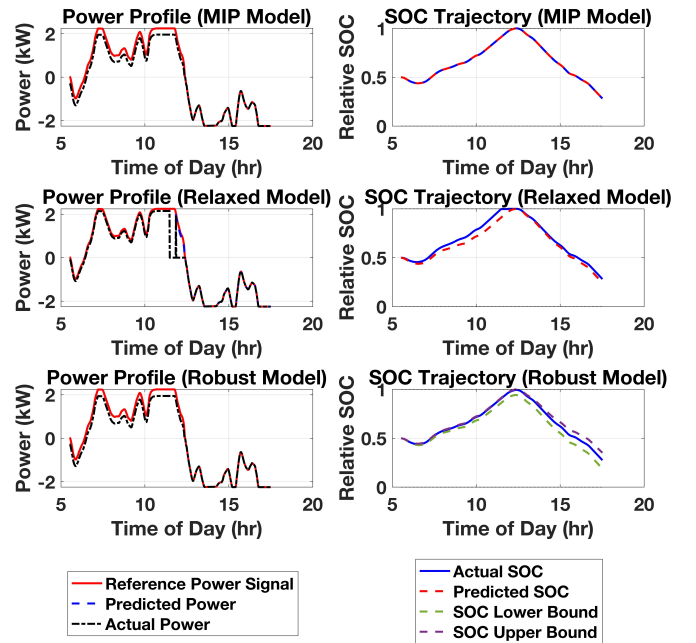 Power Profile (MIP Model)
Power (kW)
2
0
-2
5
10
15
20
Time of Day (hr)
SOC Trajectory (MIP Model)
Relative SOC
1
0.5
0
5
10
15
20
Time of Day (hr)
Power Profile (Relaxed Model)
Power (kW)
2
0
-2
5
10
15
20
Time of Day (hr)
SOC Trajectory (Relaxed Model)
Relative SOC
1
0.5
0
5
10
15
20
Time of Day (hr)
Power Profile (Robust Model)
Power (kW)
2
0
-2
5
10
15
20
Time of Day (hr)
SOC Trajectory (Robust Model)
Relative SOC
1
0.5
0
5
10
15
20
Time of Day (hr)
Reference Power Signal
Predicted Power
Actual Power
Actual SOC
Predicted SOC
SOC Lower Bound
SOC Upper Bound